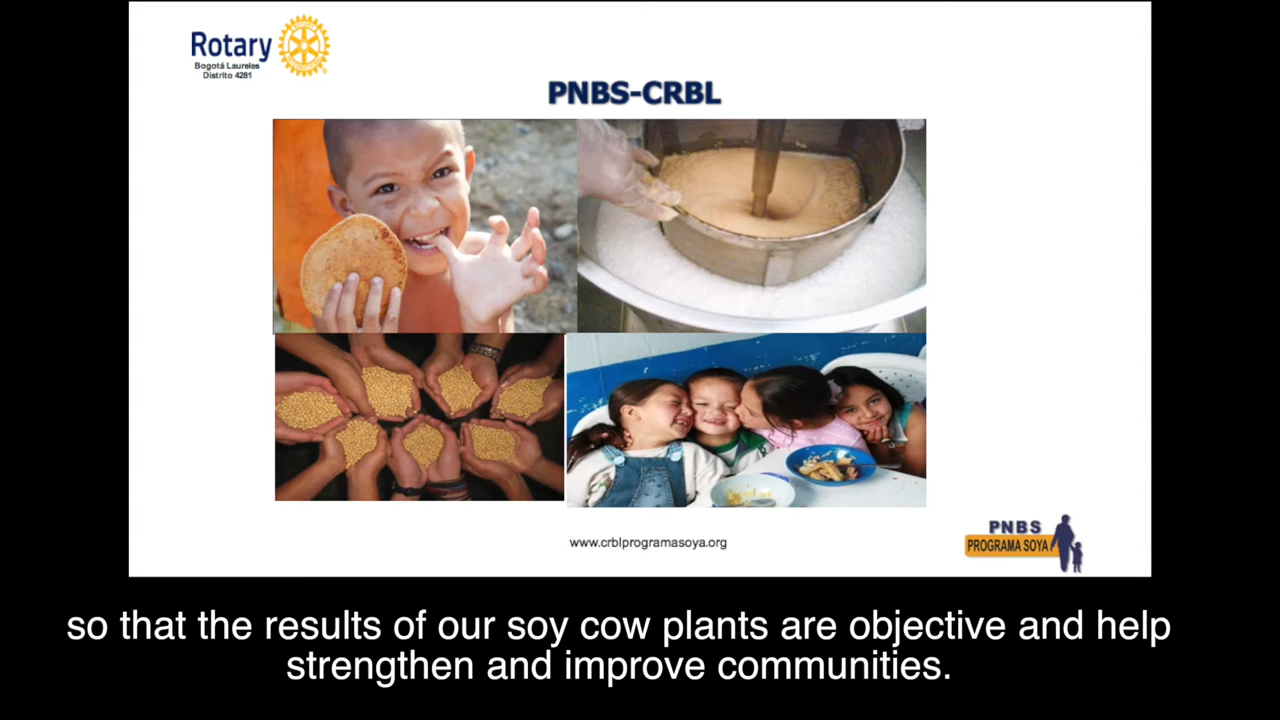 Rotary
Bogotá Laureles
Distrito 4281
PNBS-CRBL
www.crblprogramasoya.org
PNBS
PROGRAMA SOYA
so that the results of our soy cow plants are objective and help
strengthen and improve communities.